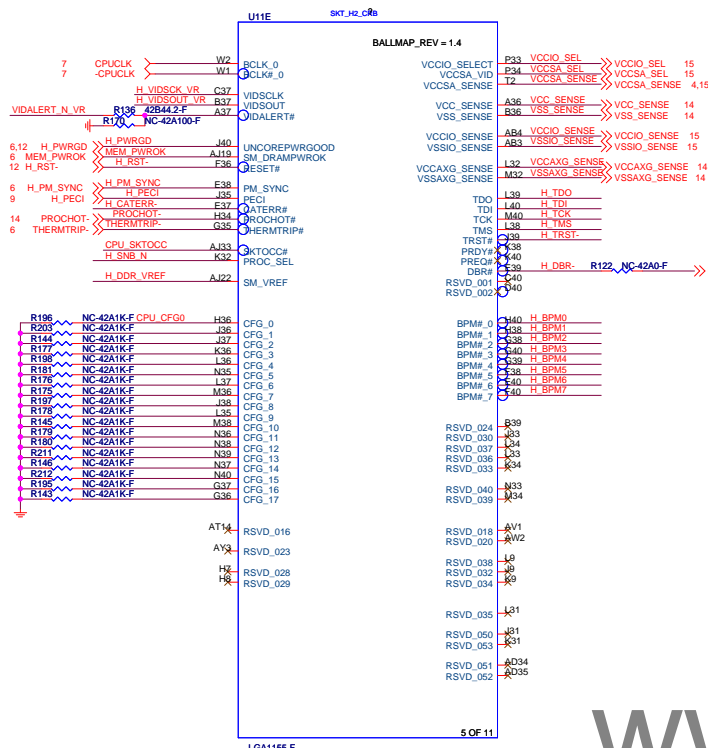 U11E
SKT_H2_CRB
BALLMAP_REV = 1.4
7 CPUCLK W2 BCLK_0
7 -CPUCLK W1 BCLK#_0
H_VIDSCK_VR C37 VIDSCLK
H_VIDSOUT_VR B37 VIDSOUT
VIDALERT_N_VR R136 42B44.2-F A37 VIDALERT#
R170 NC-42A100-F
6,12 H_PWRGD H_PWRGD J40 UNCOREPWRGOOD
6 MEM_PWROK MEM_PWROK AJ19 SM_DRAMPWROK
12 H_RST- H_RST- F36 RESET#
6 H_PM_SYNC H_PM_SYNC E38 PM_SYNC
9 H_PECI H_PECI J35 PECI
H_CATERR- E37 CATERR#
14 PROCHOT- PROCHOT- H34 PROCHOT#
6 THERMTRIP- THERMTRIP- G35 THERMTRIP#
CPU_SKTOCC AJ33 SKTOCC#
H_SNB_N K32 PROC_SEL
H_DDR_VREF AJ22 SM_VREF
R196 NC-42A1K-F CPU_CFG0 H36 CFG_0
R203 NC-42A1K-F J36 CFG_1
R144 NC-42A1K-F J37 CFG_2
R177 NC-42A1K-F K36 CFG_3
R198 NC-42A1K-F L36 CFG_4
R181 NC-42A1K-F N35 CFG_5
R176 NC-42A1K-F L37 CFG_6
R175 NC-42A1K-F M36 CFG_7
R197 NC-42A1K-F J38 CFG_8
R178 NC-42A1K-F L35 CFG_9
R145 NC-42A1K-F M38 CFG_10
R179 NC-42A1K-F N36 CFG_11
R180 NC-42A1K-F N38 CFG_12
R211 NC-42A1K-F N39 CFG_13
R146 NC-42A1K-F N37 CFG_14
R212 NC-42A1K-F N40 CFG_15
R195 NC-42A1K-F G37 CFG_16
R143 NC-42A1K-F G36 CFG_17
AT14 RSVD_016
AY3 RSVD_023
H7 RSVD_028
H8 RSVD_029
VCCIO_SELECT P33 VCCIO_SEL VCCIO_SEL 15
VCCSA_VID P34 VCCSA_SEL VCCSA_SEL 15
VCCSA_SENSE T2 VCCSA_SENSE VCCSA_SENSE 4,15
VCC_SENSE A36 VCC_SENSE VCC_SENSE 14
VSS_SENSE B36 VSS_SENSE VSS_SENSE 14
VCCIO_SENSE AB4 VCCIO_SENSE VCCIO_SENSE 15
VSSIO_SENSE AB3 VSSIO_SENSE VSSIO_SENSE 15
VCCAXG_SENSE L32 VCCAXG_SENSE VCCAXG_SENSE 14
VSSAXG_SENSE M32 VSSAXG_SENSE VSSAXG_SENSE 14
TDO L39 H_TDO
TDI L40 H_TDI
TCK M40 H_TCK
TMS L38 H_TMS
TRST# J39 H_TRST-
PRDY# K38
PREQ# K40
DBR# E39 H_DBR- R122 NC-42A0-F
RSVD_001 C40
RSVD_002 D40
BPM#_0 H40 H_BPM0
BPM#_1 H38 H_BPM1
BPM#_2 G38 H_BPM2
BPM#_3 G40 H_BPM3
BPM#_4 G39 H_BPM4
BPM#_5 F38 H_BPM5
BPM#_6 E40 H_BPM6
BPM#_7 F40 H_BPM7
RSVD_024 B39
RSVD_030 J33
RSVD_037 L34
RSVD_036 L33
RSVD_033 K34
RSVD_040 N33
RSVD_039 M34
RSVD_018 AV1
RSVD_020 AW2
RSVD_038 L9
RSVD_032 J9
RSVD_034 K9
RSVD_035 L31
RSVD_050 J31
RSVD_053 K31
RSVD_051 AD34
RSVD_052 AD35
5 OF 11
LGA1155-F